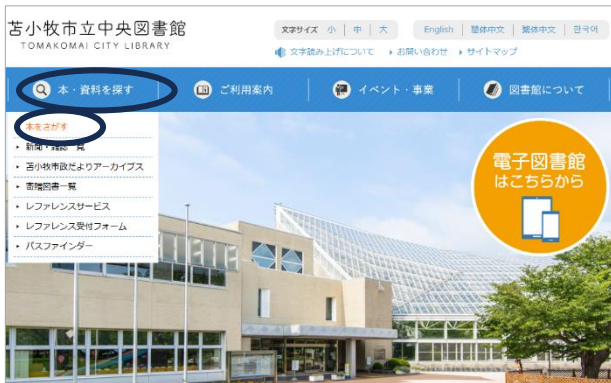 苫小牧市立中央図書館
TOMAKOMAI CITY LIBRARY
文字サイズ 小 中 大 English 簡体中文 繁体中文 한국어
文字読み上げについて お問い合わせ サイトマップ
本・資料を探す ご利用案内 イベント・事業 図書館について
本をさがす
新聞・雑誌一覧
苫小牧市政だよりアーカイブス
寄贈図書一覧
レファレンスサービス
レファレンス受付フォーム
パスファインダー
電子図書館
はこちらから